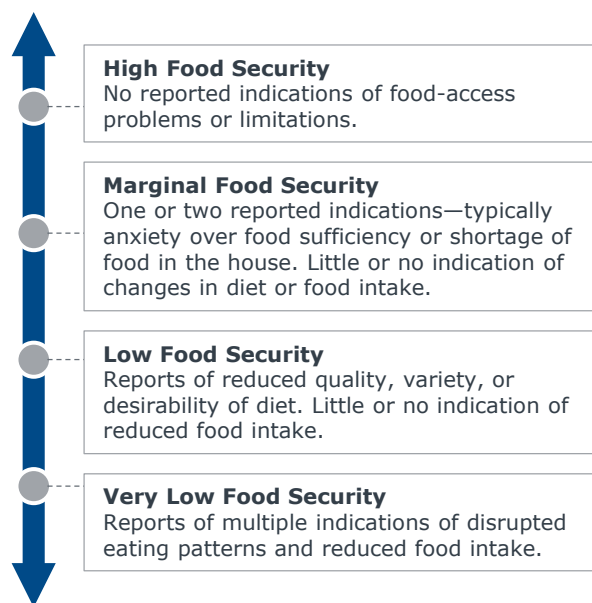 High Food Security
No reported indications of food-access
problems or limitations.
Marginal Food Security
One or two reported indications—typically
anxiety over food sufficiency or shortage of
food in the house. Little or no indication of
changes in diet or food intake.
Low Food Security
Reports of reduced quality, variety, or
desirability of diet. Little or no indication of
reduced food intake.
Very Low Food Security
Reports of multiple indications of disrupted
eating patterns and reduced food intake.